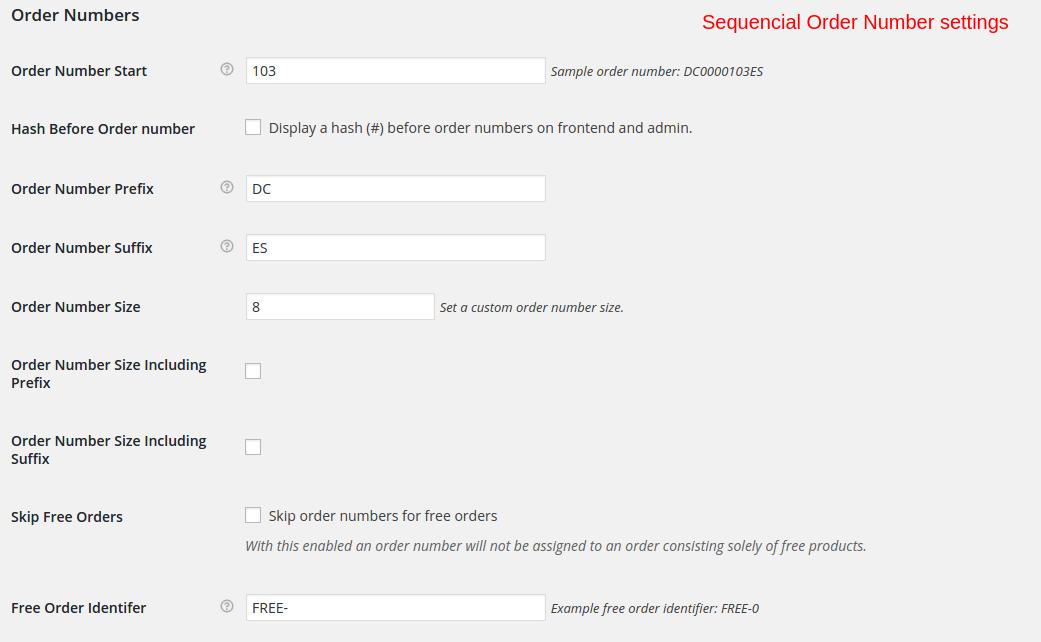 Order Numbers
Sequencial Order Number settings
Order Number Start
103
Sample order number: DC0000103ES
Hash Before Order number
Display a hash (#) before order numbers on frontend and admin.
Order Number Prefix
DC
Order Number Suffix
ES
Order Number Size
8
Set a custom order number size.
Order Number Size Including
Prefix
Order Number Size Including
Suffix
Skip Free Orders
Skip order numbers for free orders
With this enabled an order number will not be assigned to an order consisting solely of free products.
Free Order Identifer
FREE-
Example free order identifier: FREE-0